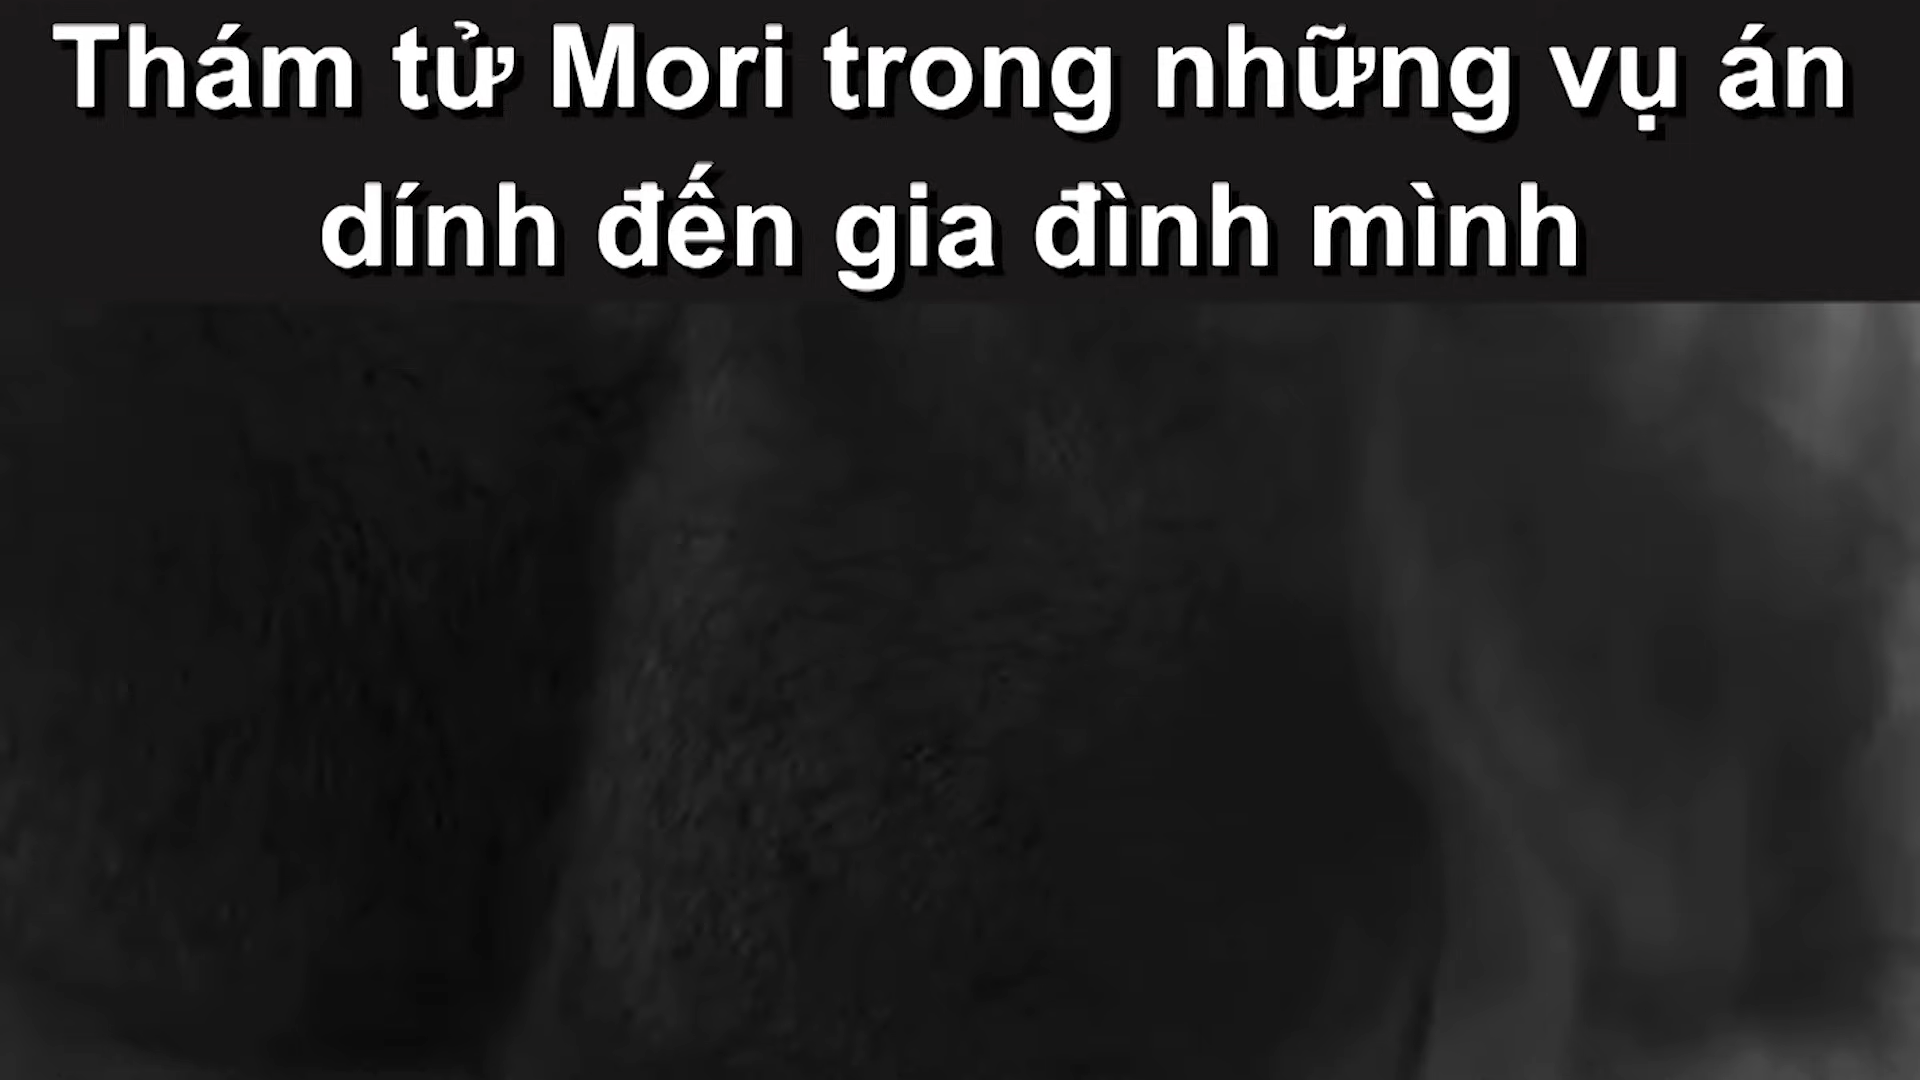 Thám tử Mori trong những vụ án
dính đến gia đình mình